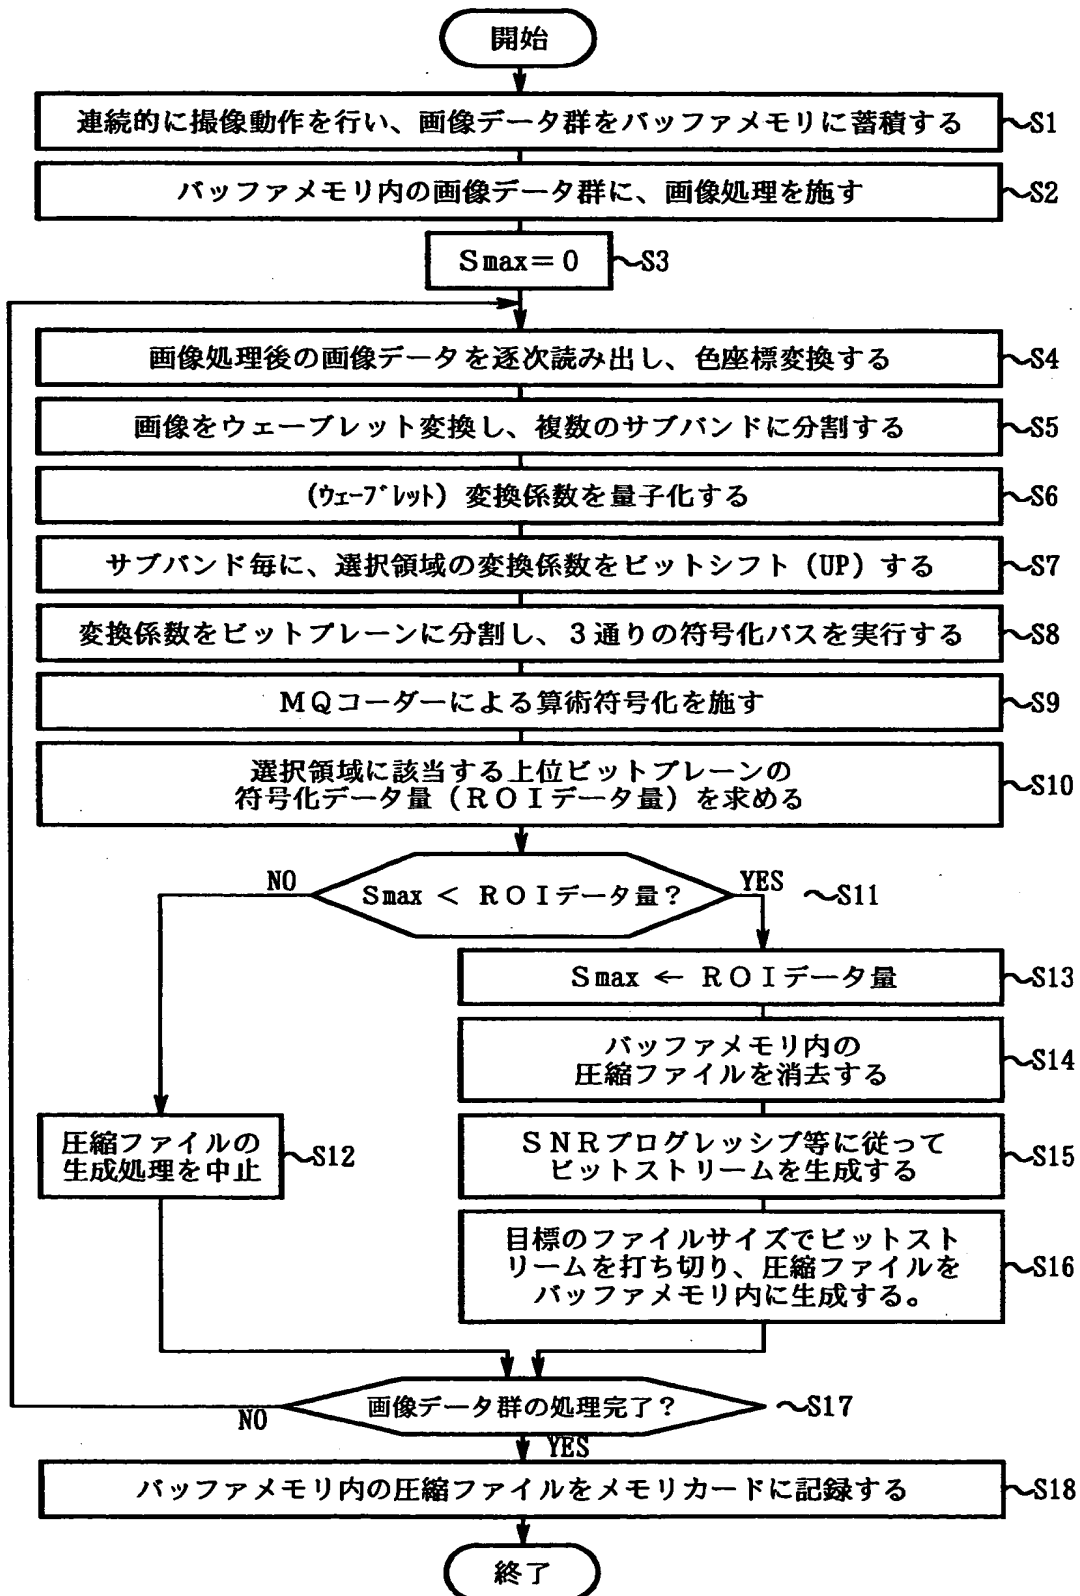 開始
連続的に撮像動作を行い、画像データ群をバッファメモリに蓄積する
S1
バッファメモリ内の画像データ群に、画像処理を施す
S2
Smax=0
S3
画像処理後の画像データを逐次読み出し、色座標変換する
S4
画像をウェーブレット変換し、複数のサブバンドに分割する
S5
(ウェーブレット) 変換係数を量子化する
S6
サブバンド毎に、選択領域の変換係数をビットシフト (UP) する
S7
変換係数をビットプレーンに分割し、3通りの符号化パスを実行する
S8
MQコーダーによる算術符号化を施す
S9
選択領域に該当する上位ビットプレーンの
符号化データ量 (ROIデータ量) を求める
S10
NO
Smax < ROIデータ量?
YES
S11
Smax ← ROIデータ量
S13
バッファメモリ内の
圧縮ファイルを消去する
S14
圧縮ファイルの
生成処理を中止
S12
SNRプログレッシブ等に従って
ビットストリームを生成する
S15
目標のファイルサイズでビットスト
リームを打ち切り、圧縮ファイルを
バッファメモリ内に生成する。
S16
画像データ群の処理完了?
S17
NO
YES
バッファメモリ内の圧縮ファイルをメモリカードに記録する
S18
終了